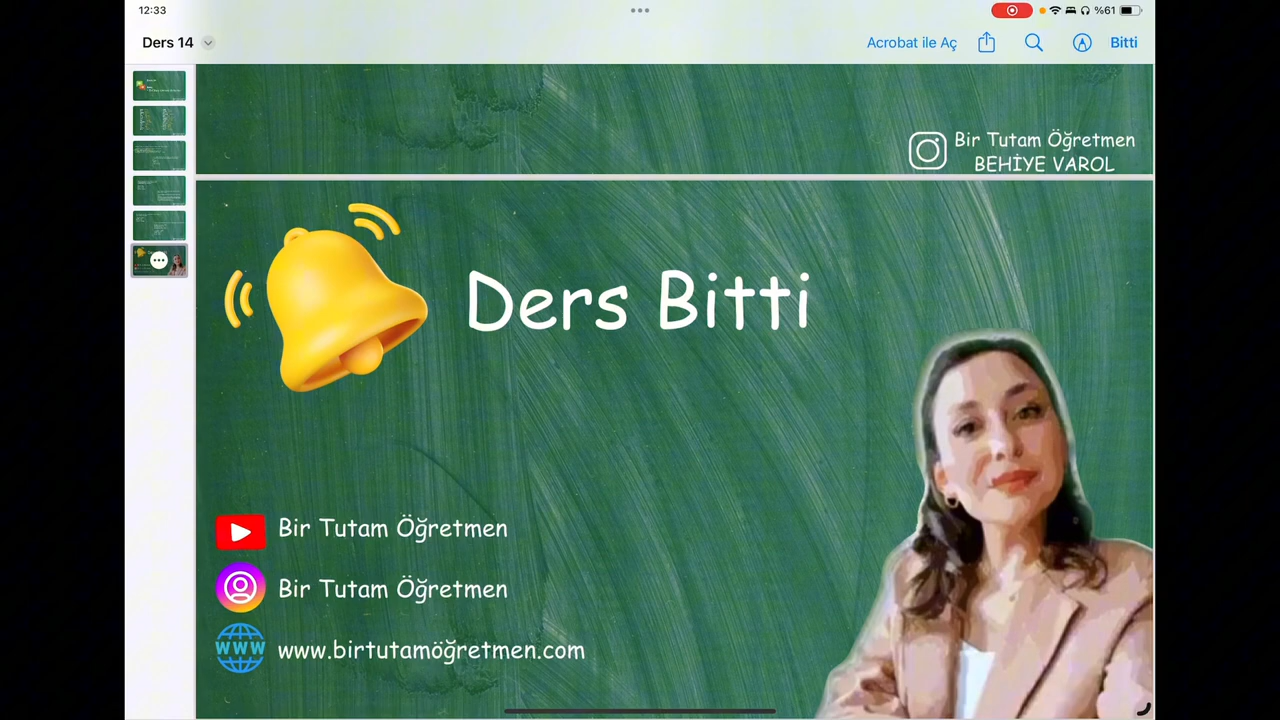 12:33
%61
Ders 14
Acrobat ile Aç
Bitti
Bir Tutam Öğretmen
BEHİYE VAROL
Ders Bitti
Bir Tutam Öğretmen
Bir Tutam Öğretmen
www
www.birtutamöğretmen.com